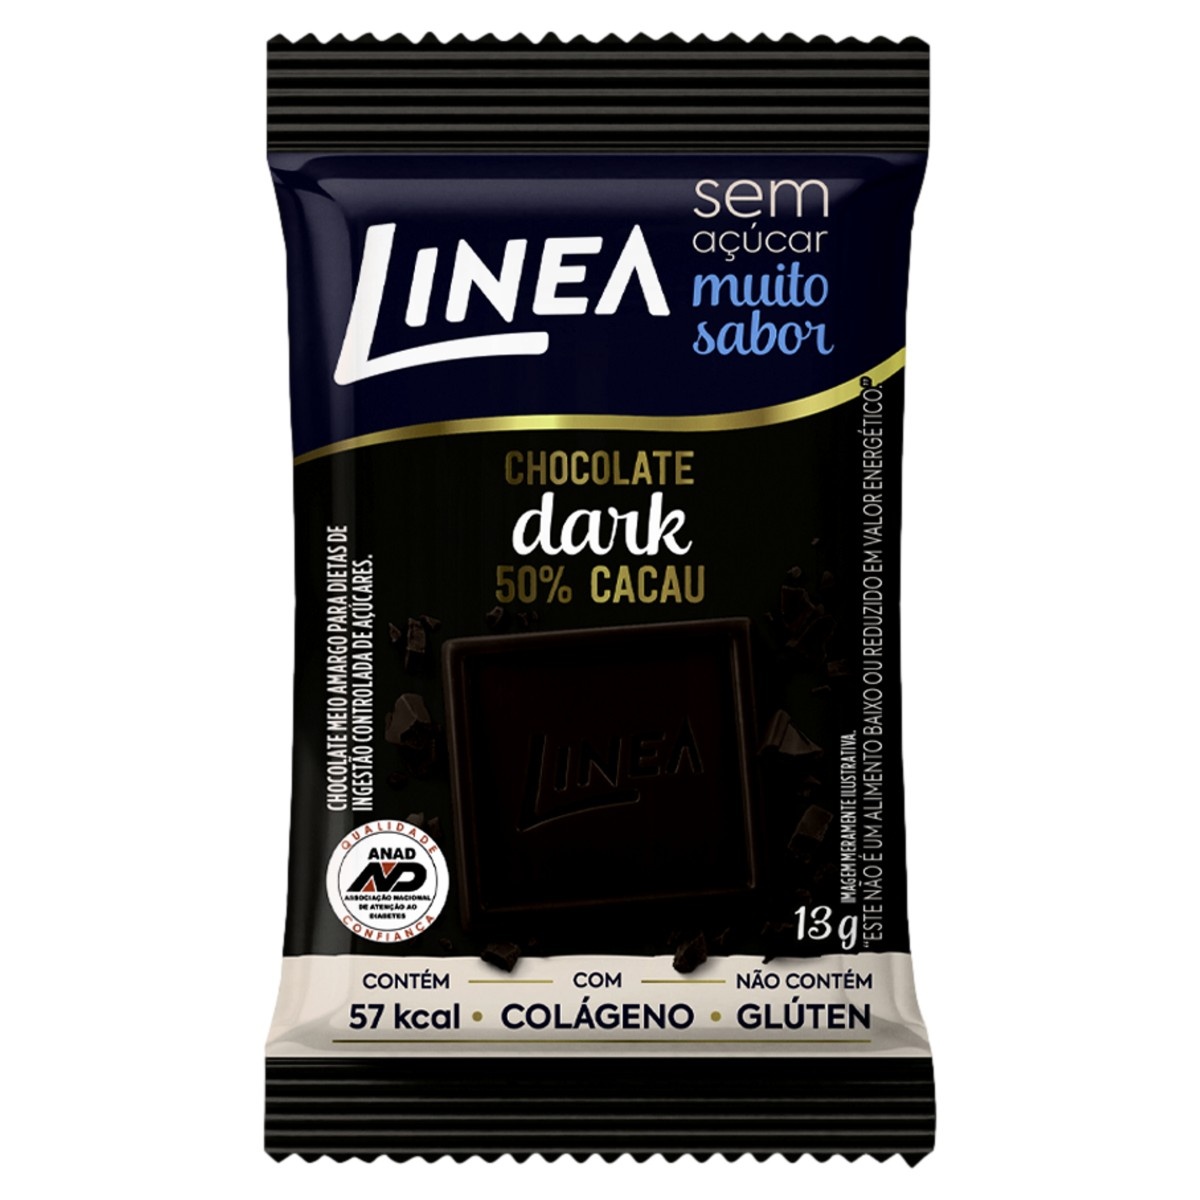 LINEA
sem
açúcar
muito
sabor
CHOCOLATE
dark
50% CACAU
CHOCOLATE MEIO AMARGO PARA DIETAS DE
INGESTÃO CONTROLADA DE AÇÚCARES.
LINEA
QUALIDADE
ANAD
ASSOCIAÇÃO NACIONAL
DE ATENÇÃO AO
DIABETES
CONFIANÇA
13 g
IMAGEM MERAMENTE ILUSTRATIVA.
"ESTE NÃO É UM ALIMENTO BAIXO OU REDUZIDO EM VALOR ENERGÉTICO."
CONTÉM
57 kcal
COM
COLÁGENO
NÃO CONTÉM
GLÚTEN